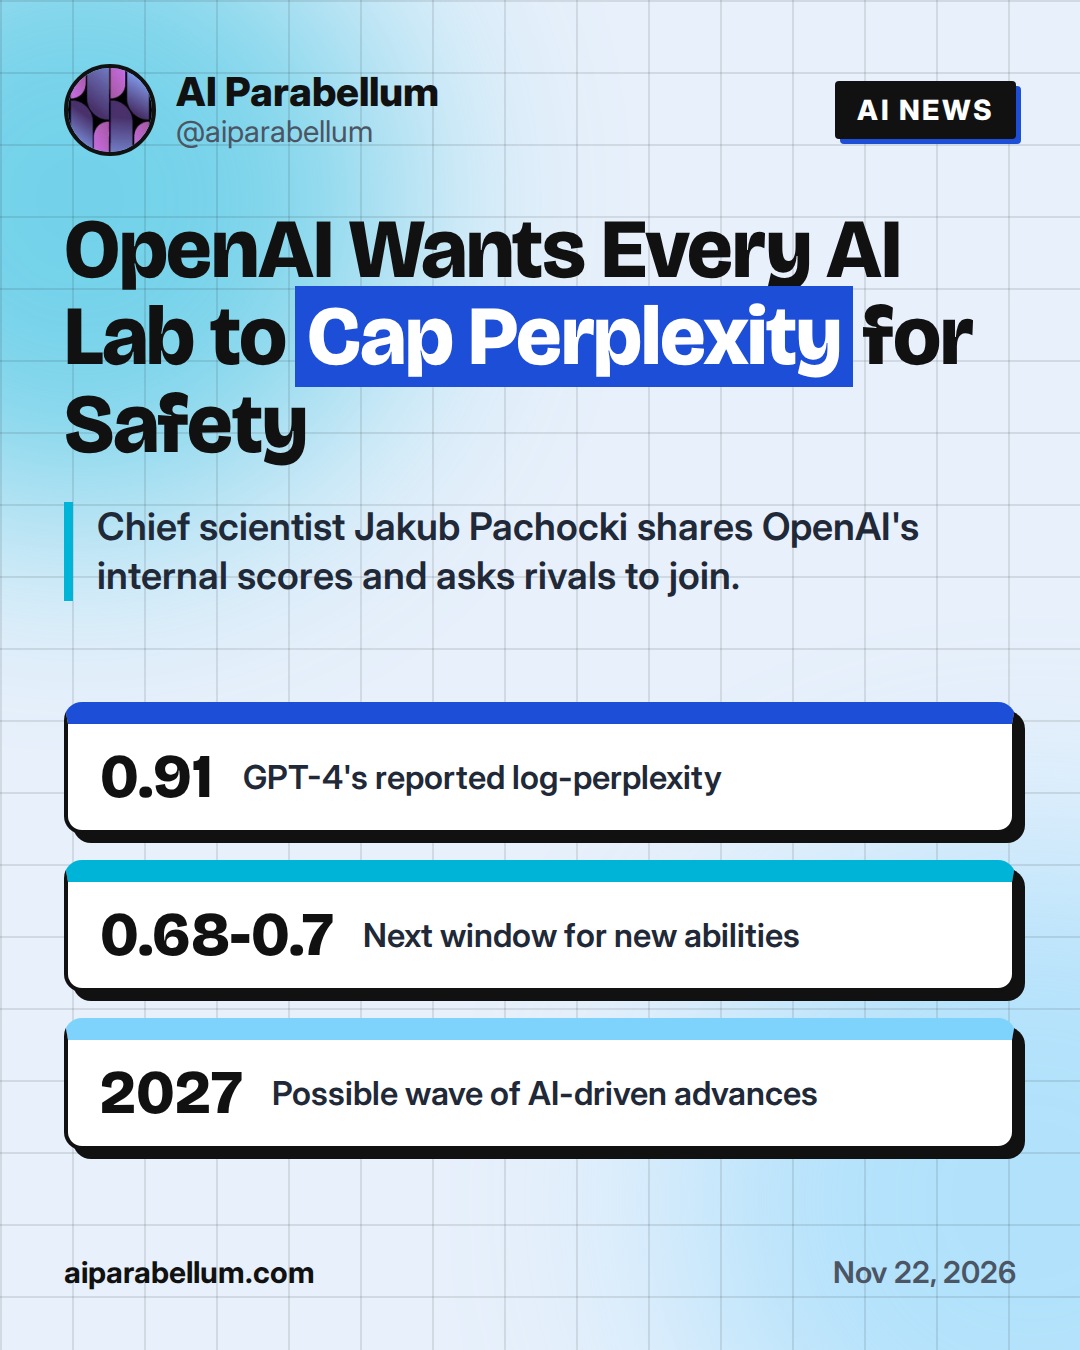 AI Parabellum
@aiparabellum
AI NEWS
OpenAI Wants Every AI
Lab to Cap Perplexity for
Safety
Chief scientist Jakub Pachocki shares OpenAI's
internal scores and asks rivals to join.
0.91 GPT-4's reported log-perplexity
0.68-0.7 Next window for new abilities
2027 Possible wave of AI-driven advances
aiparabellum.com
Nov 22, 2026